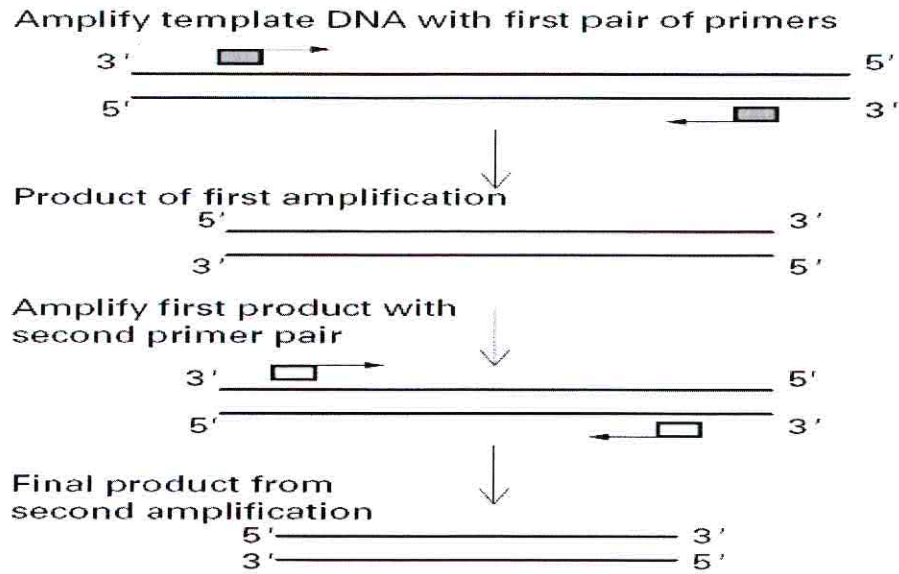 Amplify template DNA with first pair of primers
3' 5'
5' 3'
Product of first amplification
5' 3'
3' 5'
Amplify first product with
second primer pair
3' 5'
5' 3'
Final product from
second amplification
5' 3'
3' 5'